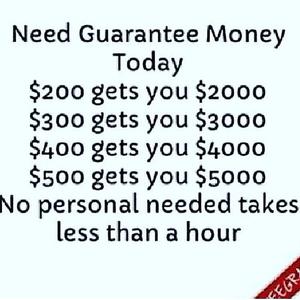 Need Guarantee Money
Today
$200 gets you $2000
$300 gets you $3000
$400 gets you $4000
$500 gets you $5000
No personal needed takes
less than a hour